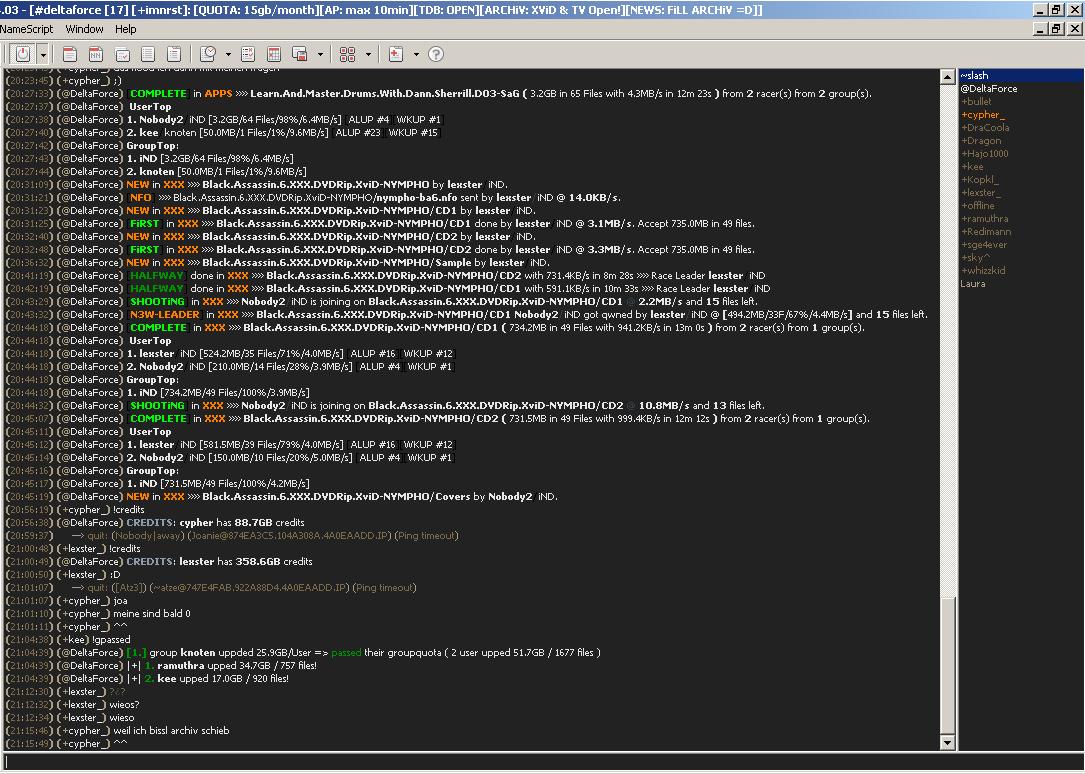 .03 - [#deltaforce [17] [+imnrst]: [QUOTA: 15gb/month][AP: max 10min][TDB: OPEN][ARCHiV: XViD & TV Open!][NEWS: FiLL ARCHiV =D]]
NameScript Window Help
(20:23:45) (+cypher_) ;)
(20:27:33) (@DeltaForce) COMPLETE in APPS »»» Learn.And.Master.Drums.With.Dann.Sherrill.D03-SaG ( 3.2GB in 65 Files with 4.3MB/s in 12m 23s ) from 2 racer(s) from 2 group(s).
(20:27:37) (@DeltaForce) UserTop
(20:27:38) (@DeltaForce) 1. Nobody2 iND [3.2GB/64 Files/98%/6.4MB/s] ALUP #4 WKUP #1
(20:27:40) (@DeltaForce) 2. kee knoten [50.0MB/1 Files/1%/9.6MB/s] ALUP #23 WKUP #15
(20:27:42) (@DeltaForce) GroupTop:
(20:27:43) (@DeltaForce) 1. iND [3.2GB/64 Files/98%/6.4MB/s]
(20:27:44) (@DeltaForce) 2. knoten [50.0MB/1 Files/1%/9.6MB/s]
(20:31:09) (@DeltaForce) NEW in XXX »»» Black.Assassin.6.XXX.DVDRip.XviD-NYMPHO by lexster iND.
(20:31:21) (@DeltaForce) NFO »»» Black.Assassin.6.XXX.DVDRip.XviD-NYMPHO/nympho-ba6.nfo sent by lexster iND @ 14.0KB/s.
(20:31:23) (@DeltaForce) NEW in XXX »»» Black.Assassin.6.XXX.DVDRip.XviD-NYMPHO/CD1 by lexster iND.
(20:31:25) (@DeltaForce) FiRST in XXX »»» Black.Assassin.6.XXX.DVDRip.XviD-NYMPHO/CD1 done by lexster iND @ 3.1MB/s. Accept 735.0MB in 49 files.
(20:32:40) (@DeltaForce) NEW in XXX »»» Black.Assassin.6.XXX.DVDRip.XviD-NYMPHO/CD2 by lexster iND.
(20:32:48) (@DeltaForce) FiRST in XXX »»» Black.Assassin.6.XXX.DVDRip.XviD-NYMPHO/CD2 done by lexster iND @ 3.3MB/s. Accept 735.0MB in 49 files.
(20:36:32) (@DeltaForce) NEW in XXX »»» Black.Assassin.6.XXX.DVDRip.XviD-NYMPHO/Sample by lexster iND.
(20:41:19) (@DeltaForce) HALFWAY done in XXX »»» Black.Assassin.6.XXX.DVDRip.XviD-NYMPHO/CD2 with 731.4KB/s in 8m 28s »»» Race Leader lexster iND
(20:42:19) (@DeltaForce) HALFWAY done in XXX »»» Black.Assassin.6.XXX.DVDRip.XviD-NYMPHO/CD1 with 591.1KB/s in 10m 33s »»» Race Leader lexster iND
(20:43:29) (@DeltaForce) SHOOTiNG in XXX »»» Nobody2/iND is joining on Black.Assassin.6.XXX.DVDRip.XviD-NYMPHO/CD1 @ 2.2MB/s and 15 files left.
(20:43:32) (@DeltaForce) N3W-LEADER in XXX »»» Black.Assassin.6.XXX.DVDRip.XviD-NYMPHO/CD1 Nobody2/iND got qwned by lexster/iND @ [494.2MB/33F/67%/4.4MB/s] and 15 files left.
(20:44:18) (@DeltaForce) COMPLETE in XXX »»» Black.Assassin.6.XXX.DVDRip.XviD-NYMPHO/CD1 ( 734.2MB in 49 Files with 941.2KB/s in 13m 0s ) from 2 racer(s) from 1 group(s).
(20:44:18) (@DeltaForce) UserTop
(20:44:18) (@DeltaForce) 1. lexster iND [524.2MB/35 Files/71%/4.0MB/s] ALUP #16 WKUP #12
(20:44:18) (@DeltaForce) 2. Nobody2 iND [210.0MB/14 Files/28%/3.9MB/s] ALUP #4 WKUP #1
(20:44:18) (@DeltaForce) GroupTop:
(20:44:18) (@DeltaForce) 1. iND [734.2MB/49 Files/100%/3.9MB/s]
(20:44:32) (@DeltaForce) SHOOTiNG in XXX »»» Nobody2/iND is joining on Black.Assassin.6.XXX.DVDRip.XviD-NYMPHO/CD2 @ 10.8MB/s and 13 files left.
(20:45:07) (@DeltaForce) COMPLETE in XXX »»» Black.Assassin.6.XXX.DVDRip.XviD-NYMPHO/CD2 ( 731.5MB in 49 Files with 999.4KB/s in 12m 12s ) from 2 racer(s) from 1 group(s).
(20:45:11) (@DeltaForce) UserTop
(20:45:12) (@DeltaForce) 1. lexster iND [581.5MB/39 Files/79%/4.0MB/s] ALUP #16 WKUP #12
(20:45:14) (@DeltaForce) 2. Nobody2 iND [150.0MB/10 Files/20%/5.0MB/s] ALUP #4 WKUP #1
(20:45:16) (@DeltaForce) GroupTop:
(20:45:17) (@DeltaForce) 1. iND [731.5MB/49 Files/100%/4.2MB/s]
(20:45:19) (@DeltaForce) NEW in XXX »»» Black.Assassin.6.XXX.DVDRip.XviD-NYMPHO/Covers by Nobody2 iND.
(20:56:19) (+cypher_) !credits
(20:56:38) (@DeltaForce) CREDITS: cypher has 88.7GB credits
(20:59:37) --> quit: (Nobody|away) (Joanie@874EA3C5.104A308A.4A0EAADD.IP) (Ping timeout)
(21:00:48) (+lexster_) !credits
(21:00:49) (@DeltaForce) CREDITS: lexster has 358.6GB credits
(21:00:50) (+lexster_) :D
(21:01:07) --> quit: ([Atz3]) (~atze@747E4FAB.922A88D4.4A0EAADD.IP) (Ping timeout)
(21:01:07) (+cypher_) joa
(21:01:10) (+cypher_) meine sind bald 0
(21:01:11) (+cypher_) ^^
(21:04:38) (+kee) !gpassed
(21:04:39) (@DeltaForce) [1.] group knoten uppded 25.9GB/User => passed their groupquota ( 2 user upped 51.7GB / 1677 files )
(21:04:39) (@DeltaForce) |+| 1. ramuthra upped 34.7GB / 757 files!
(21:04:39) (@DeltaForce) |+| 2. kee upped 17.0GB / 920 files!
(21:12:30) (+lexster_) ?¿?
(21:12:32) (+lexster_) wieos?
(21:12:34) (+lexster_) wieso
(21:15:46) (+cypher_) weil ich bissl archiv schieb
(21:15:49) (+cypher_) ^^
~slash
@DeltaForce
+bullet
+cypher_
+DraCoola
+Dragon
+Hajo1000
+kee
+Kopkl_
+lexster_
+offline
+ramuthra
+Redimann
+sge4ever
+sky^
+whizzkid
Laura